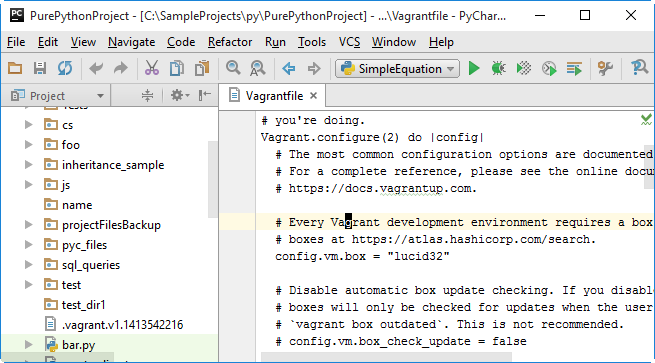 PurePythonProject - [C:\SampleProjects\py\PurePythonProject] - ...\Vagrantfile - PyChar...
File Edit View Navigate Code Refactor Run Tools VCS Window Help
SimpleEquation
Project
Vagrantfile
Tests
cs
foo
inheritance_sample
js
name
projectFilesBackup
pyc_files
sql_queries
test
test_dir1
.vagrant.v1.1413542216
bar.py
# you're doing.
Vagrant.configure(2) do |config|
# The most common configuration options are documented
# For a complete reference, please see the online docu
# https://docs.vagrantup.com.
# Every Vagrant development environment requires a box
# boxes at https://atlas.hashicorp.com/search.
config.vm.box = "lucid32"
# Disable automatic box update checking. If you disabl
# boxes will only be checked for updates when the user
# `vagrant box outdated`. This is not recommended.
# config.vm.box_check_update = false